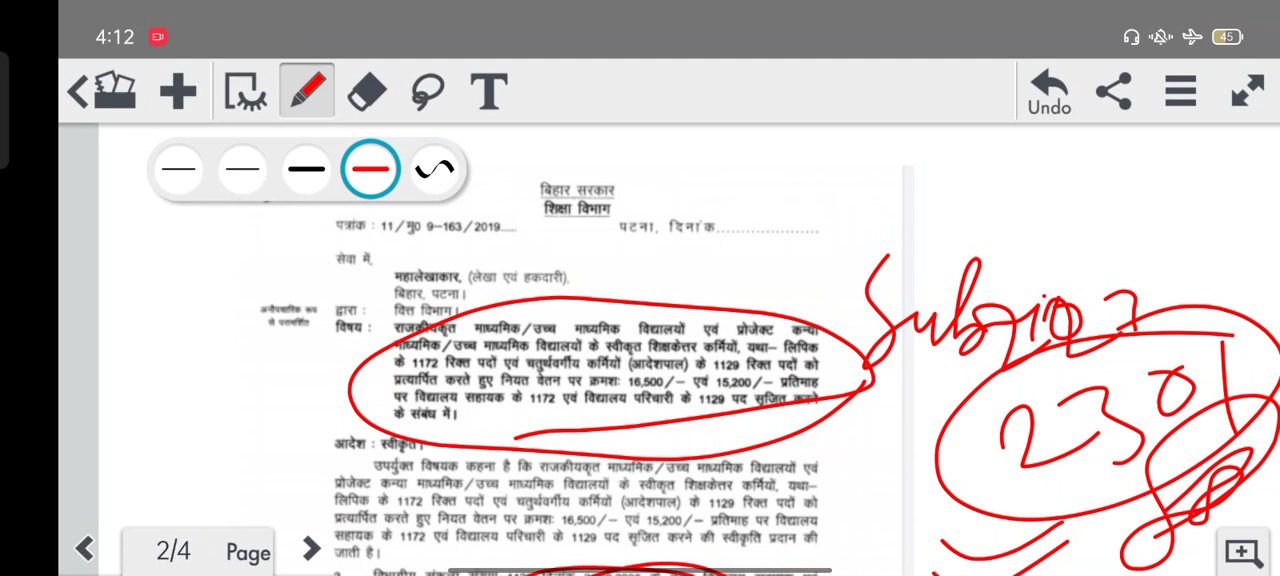 4:12
45
T
Undo
बिहार सरकार
शिक्षा विभाग
पत्रांक : 11/मु0 9-163/2019..... पटना, दिनांक.....................
सेवा में,
महालेखाकार, (लेखा एवं हकदारी),
बिहार, पटना।
अनौपचारिक रूप
से परामर्शित
द्वारा : वित्त विभाग।
विषय : राजकीयकृत माध्यमिक/उच्च माध्यमिक विद्यालयों एवं प्रोजेक्ट कन्या
माध्यमिक/उच्च माध्यमिक विद्यालयों के स्वीकृत शिक्षकेत्तर कर्मियों, यथा- लिपिक
के 1172 रिक्त पदों एवं चतुर्थवर्गीय कर्मियों (आदेशपाल) के 1129 रिक्त पदों को
प्रत्यार्पित करते हुए नियत वेतन पर क्रमशः 16,500/- एवं 15,200/- प्रतिमाह
पर विद्यालय सहायक के 1172 एवं विद्यालय परिचारी के 1129 पद सृजित करने
के संबंध में।
2301
आदेश : स्वीकृत।
उपर्युक्त विषयक कहना है कि राजकीयकृत माध्यमिक/उच्च माध्यमिक विद्यालयों एवं
प्रोजेक्ट कन्या माध्यमिक/उच्च माध्यमिक विद्यालयों के स्वीकृत शिक्षकेत्तर कर्मियों, यथा-
लिपिक के 1172 रिक्त पदों एवं चतुर्थवर्गीय कर्मियों (आदेशपाल) के 1129 रिक्त पदों को
प्रत्यार्पित करते हुए नियत वेतन पर क्रमशः 16,500/- एवं 15,200/- प्रतिमाह पर विद्यालय
सहायक के 1172 एवं विद्यालय परिचारी के 1129 पद सृजित करने की स्वीकृति प्रदान की
जाती है।
2/4 Page